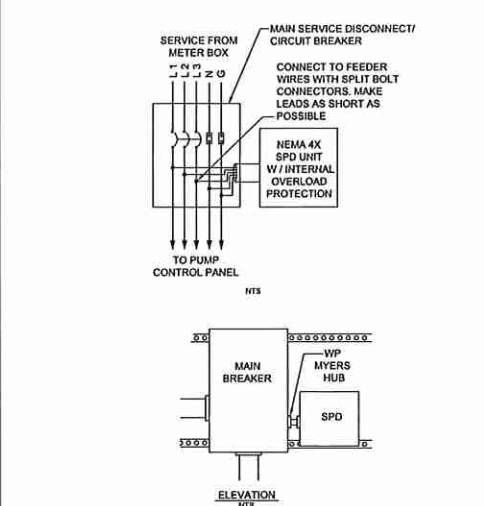 SERVICE FROM
METER BOX
L1
L2
L3
N
G
MAIN SERVICE DISCONNECT/
CIRCUIT BREAKER
CONNECT TO FEEDER
WIRES WITH SPLIT BOLT
CONNECTORS. MAKE
LEADS AS SHORT AS
POSSIBLE
NEMA 4X
SPD UNIT
W / INTERNAL
OVERLOAD
PROTECTION
TO PUMP
CONTROL PANEL
NTS
MAIN
BREAKER
WP
MYERS
HUB
SPD
ELEVATION
NTS